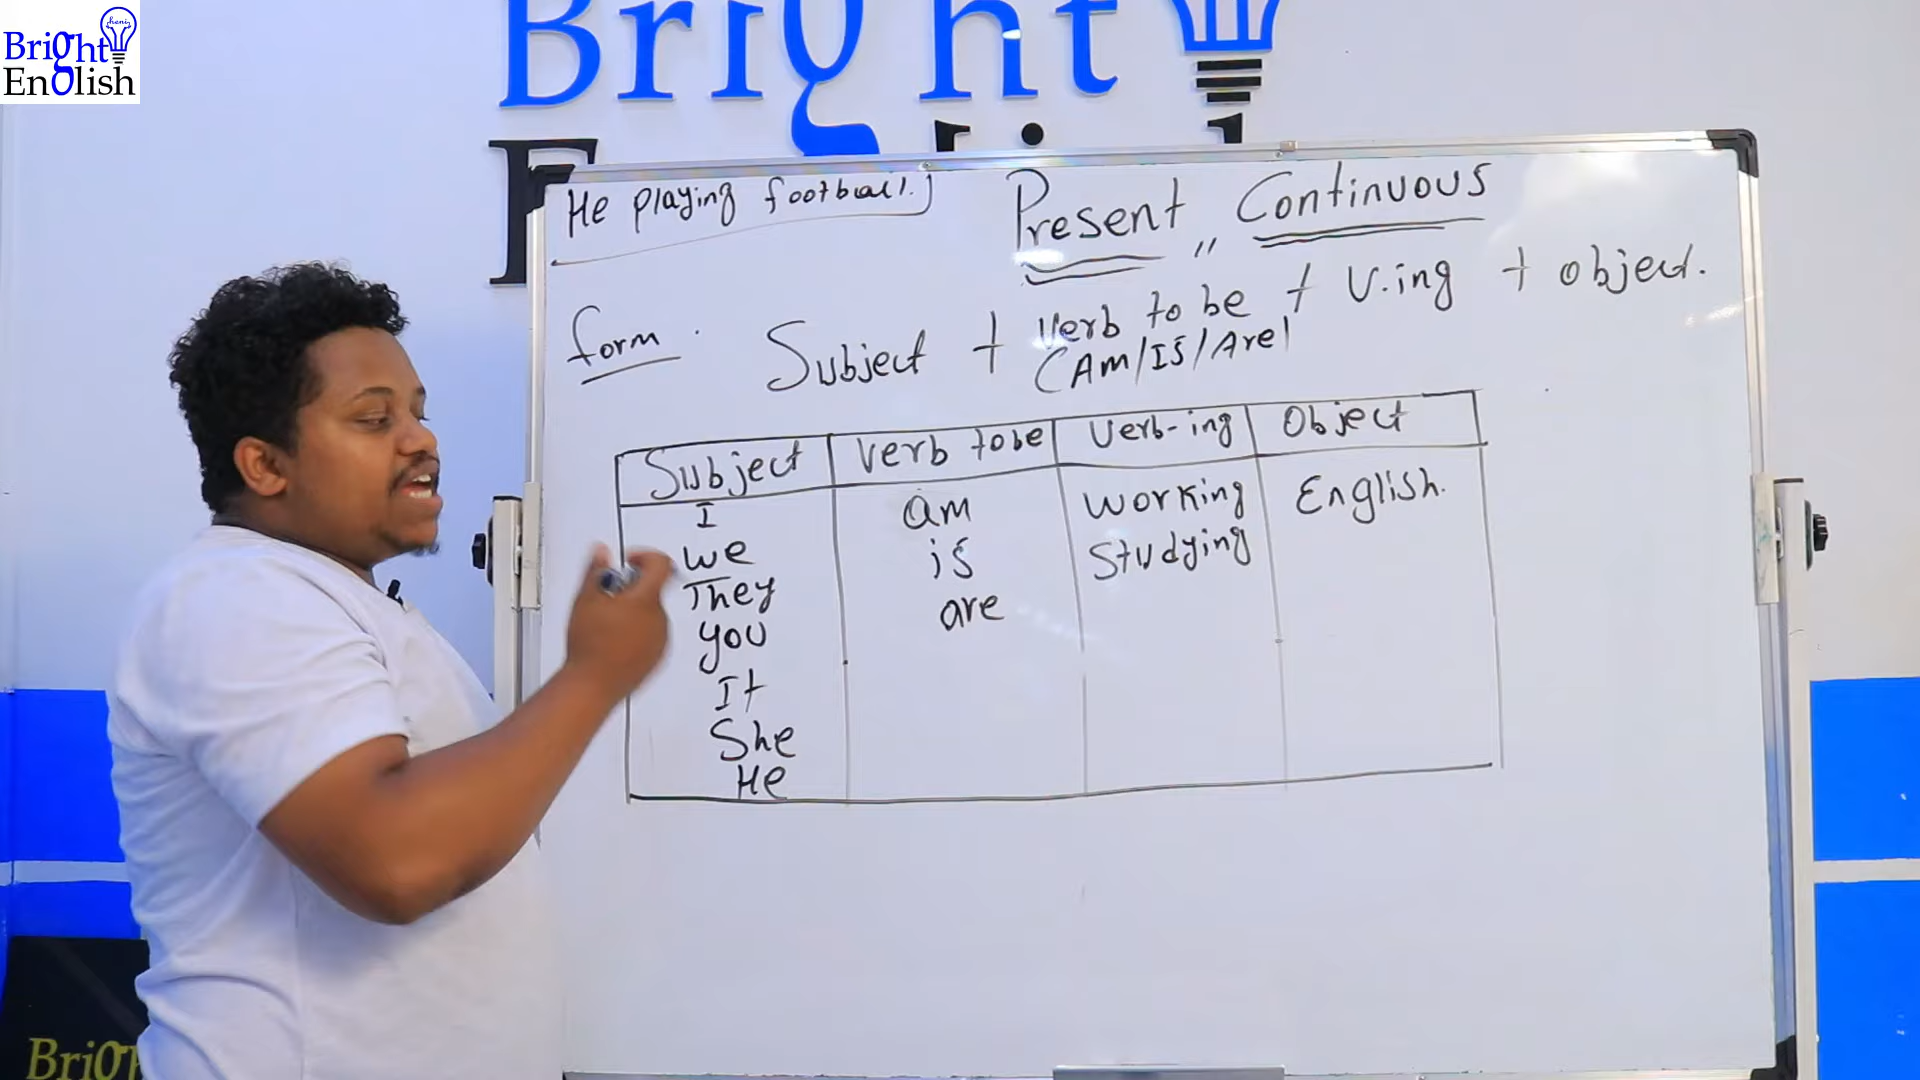 heni
Bright
English
Bright
He playing football.
Present Continuous
form. Subject + Verb to be + V.ing + object.
(Am/Is/Are)
Subject Verb tobe Verb-ing Object
I am working English.
we is Studying
They are
you
It
She
He